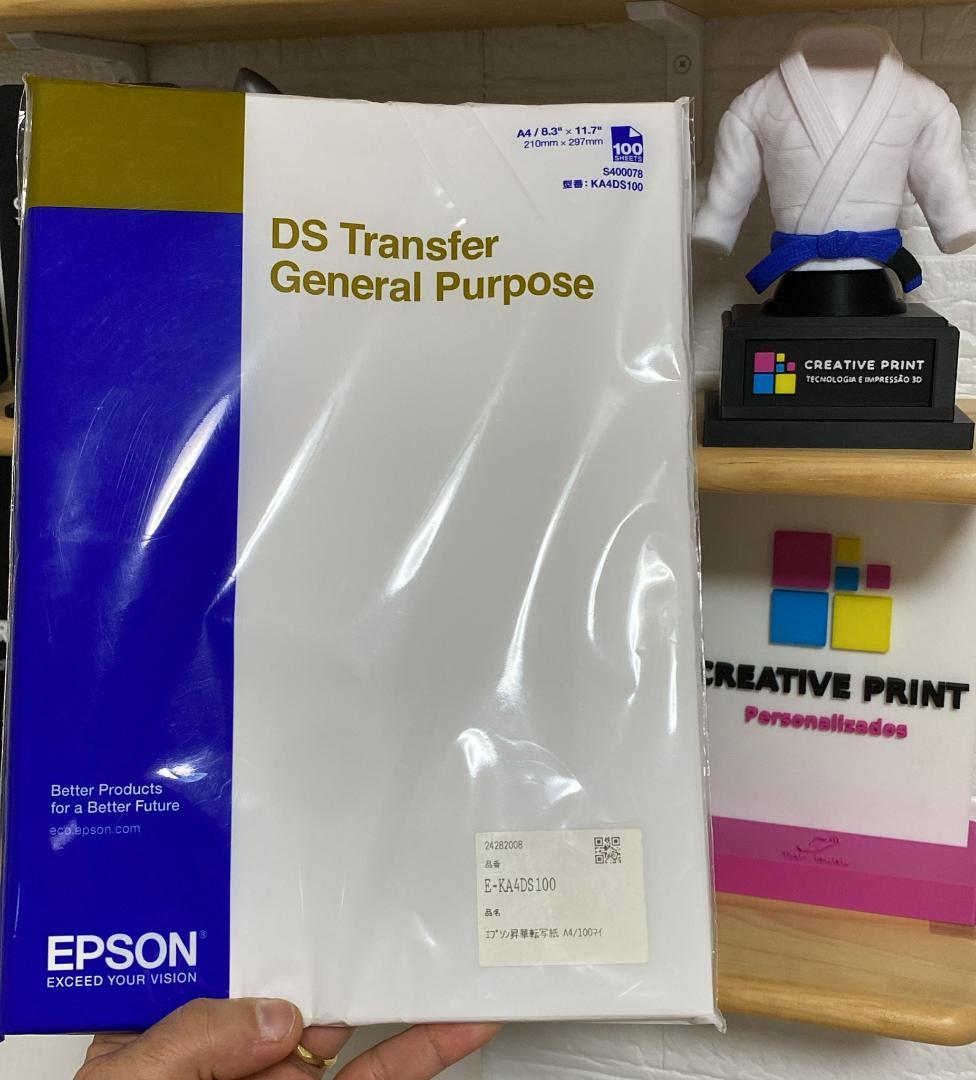 A4 / 8.3" × 11.7"
210mm × 297mm
100
SHEETS
S400078
型番：KA4DS100
DS Transfer
General Purpose
Better Products
for a Better Future
eco.epson.com
EPSON®
EXCEED YOUR VISION
24282008
品番
E-KA4DS100
品名
ｴﾌﾟｿﾝ昇華転写紙 A4/100ﾏｲ
CREATIVE PRINT
TECNOLOGIA E IMPRESSÃO 3D
CREATIVE PRINT
Personalizados